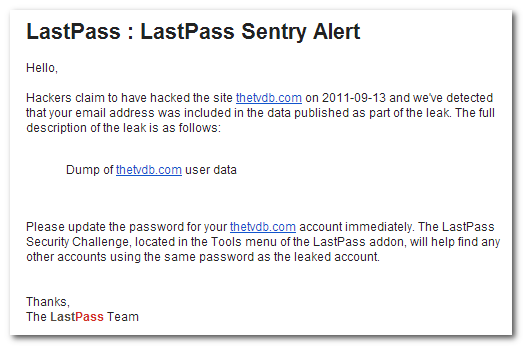 LastPass : LastPass Sentry Alert
Hello,
Hackers claim to have hacked the site thetvdb.com on 2011-09-13 and we've detected
that your email address was included in the data published as part of the leak. The full
description of the leak is as follows:
Dump of thetvdb.com user data
Please update the password for your thetvdb.com account immediately. The LastPass
Security Challenge, located in the Tools menu of the LastPass addon, will help find any
other accounts using the same password as the leaked account.
Thanks,
The LastPass Team